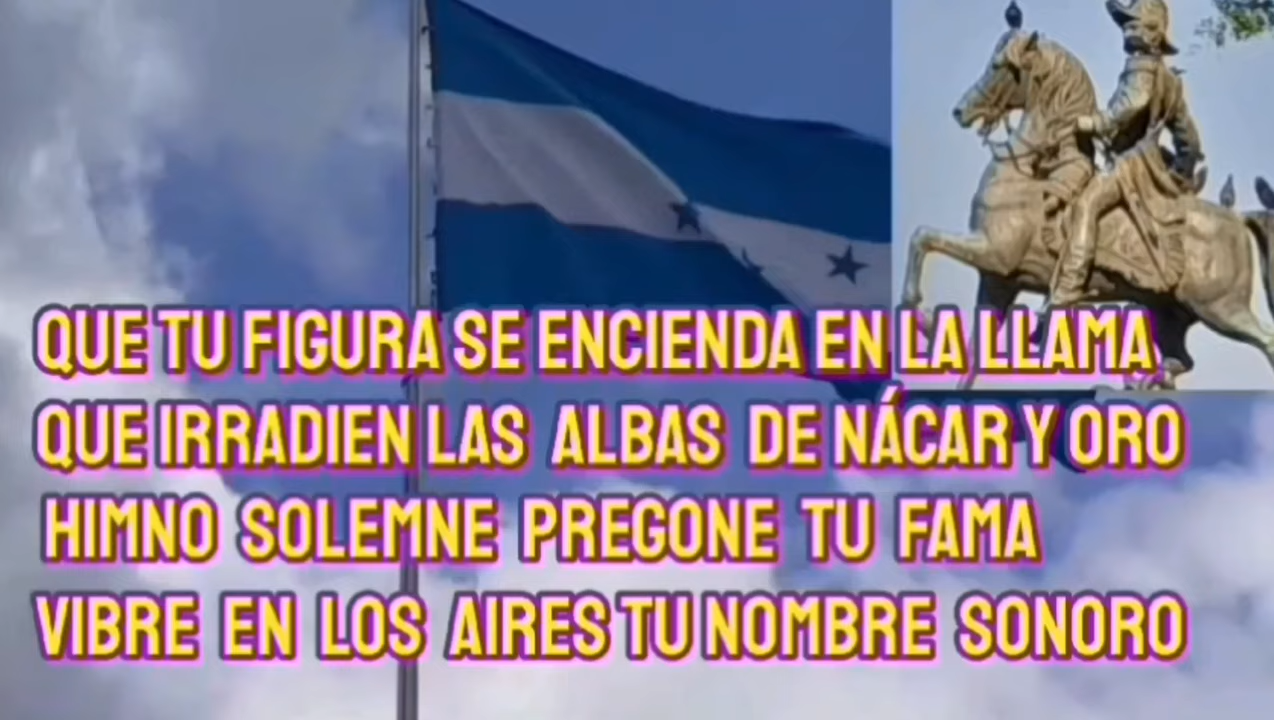 QUE TU FIGURA SE ENCIENDA EN LA LLAMA
QUE IRRADIEN LAS ALBAS DE NÁCAR Y ORO
HIMNO SOLEMNE PREGONE TU FAMA
VIBRE EN LOS AIRES TU NOMBRE SONORO